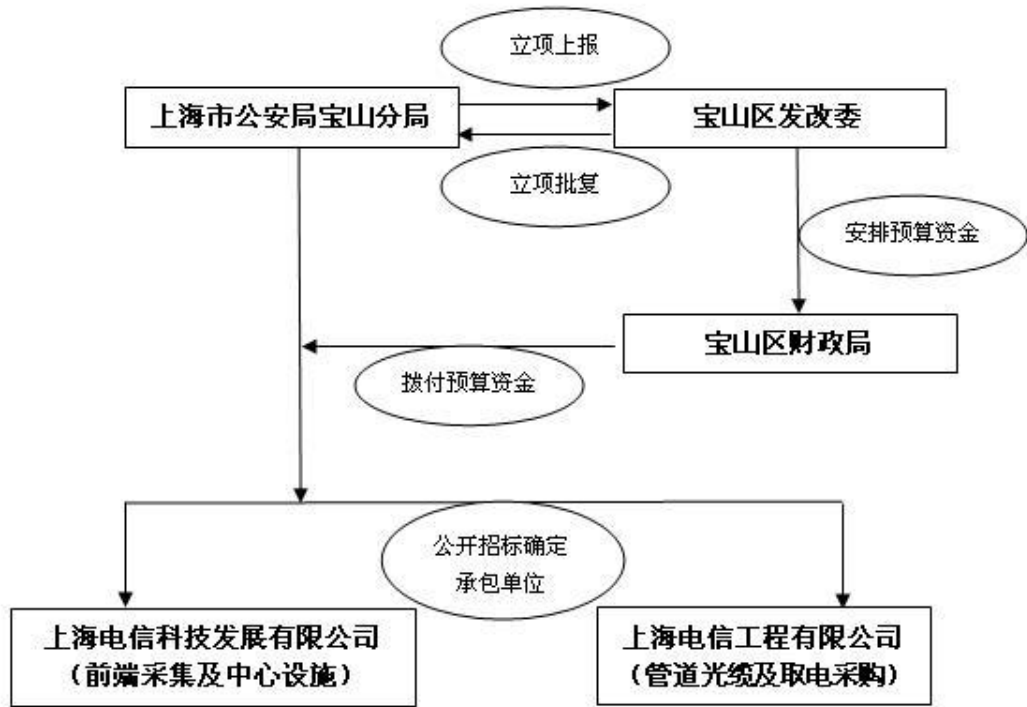 立项上报
上海市公安局宝山分局
宝山区发改委
立项批复
安排预算资金
宝山区财政局
拨付预算资金
公开招标确定
承包单位
上海电信科技发展有限公司
（前端采集及中心设施）
上海电信工程有限公司
（管道光缆及取电采购）